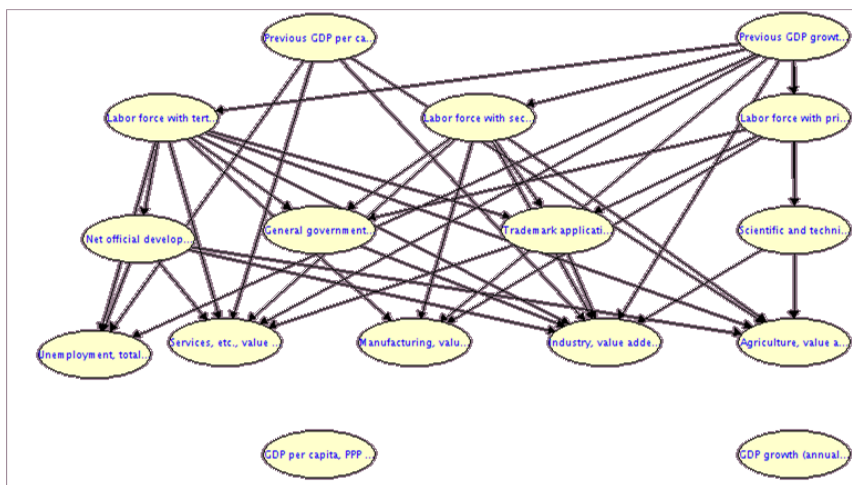 Previous GDP per ca...
Previous GDP growt...
Labor force with tert...
Labor force with sec...
Labor force with pri...
Net official develop...
General government...
Trademark applicati...
Scientific and techni...
Unemployment, total...
Services, etc., value ...
Manufacturing, valu...
Industry, value adde...
Agriculture, value a...
GDP per capita, PPP ...
GDP growth (annual...